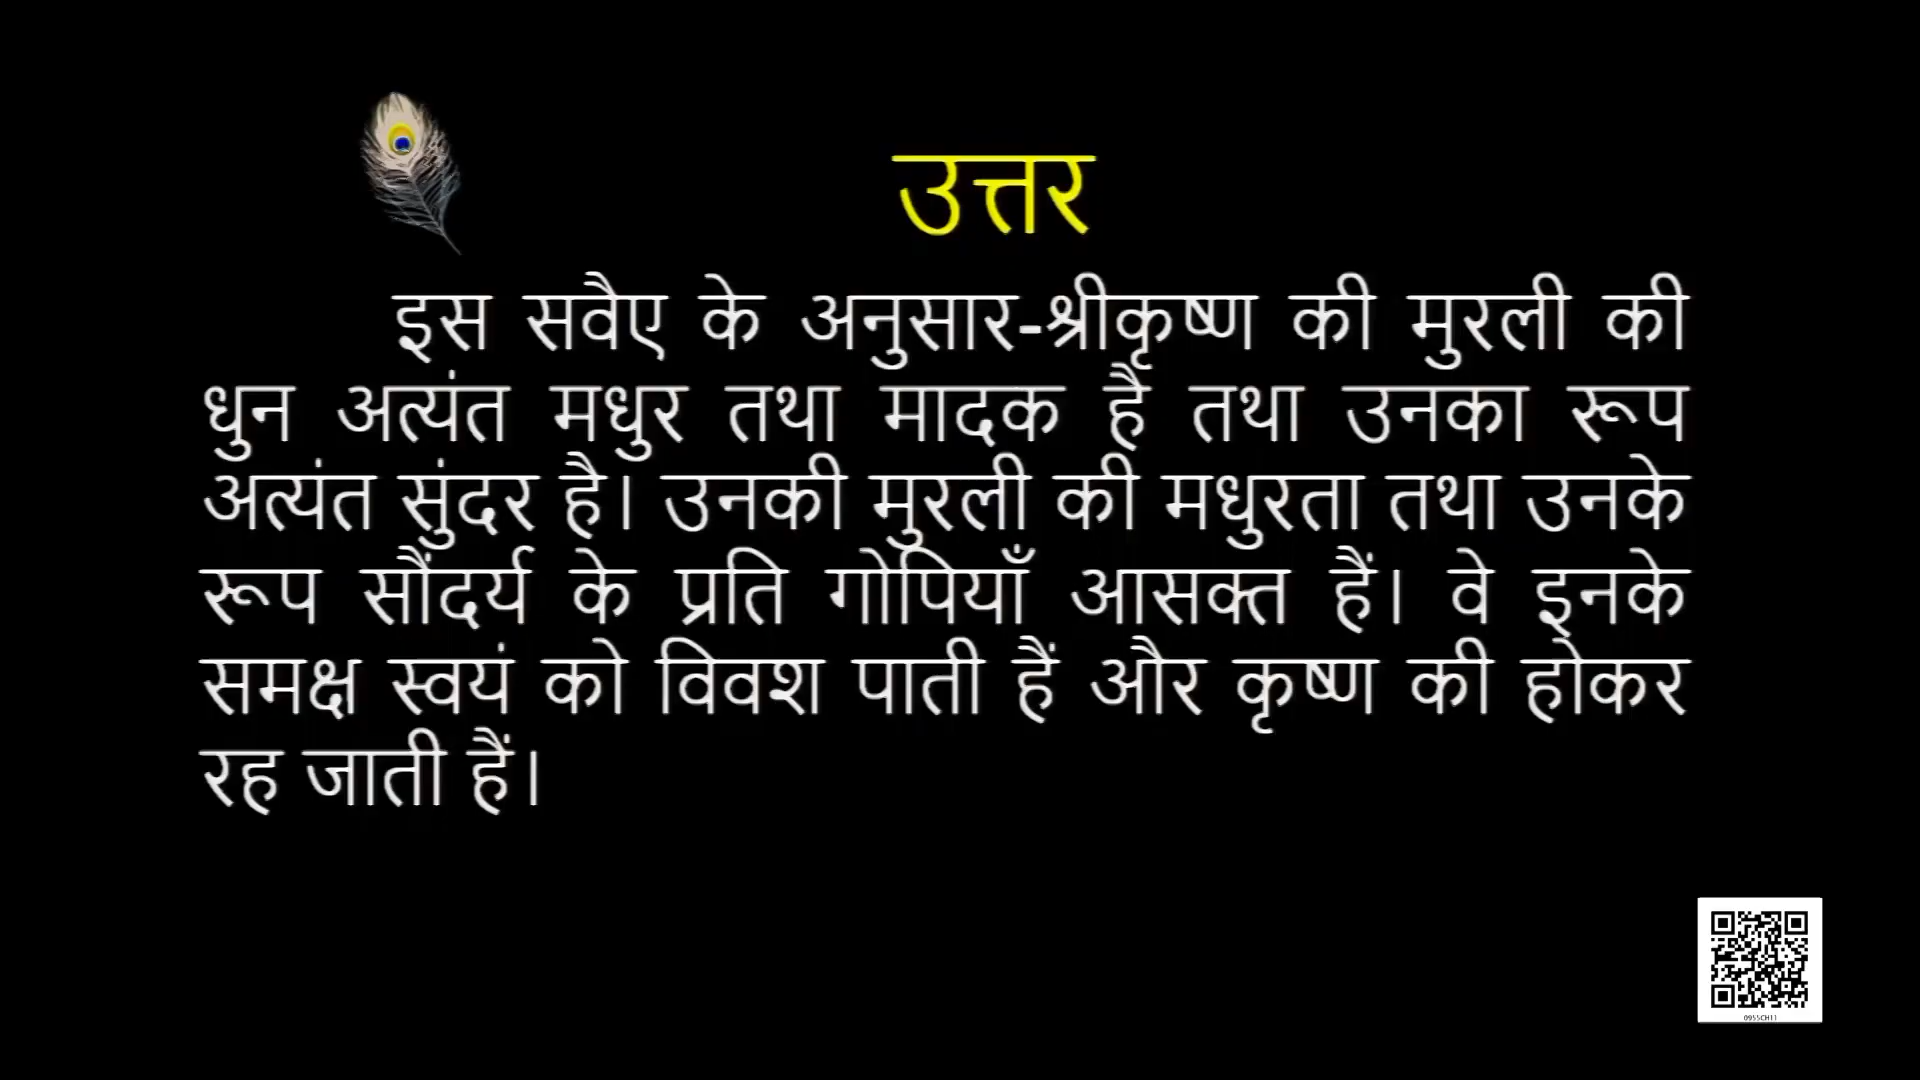 उत्तर
इस सवैए के अनुसार-श्रीकृष्ण की मुरली की
धुन अत्यंत मधुर तथा मादक है तथा उनका रूप
अत्यंत सुंदर है। उनकी मुरली की मधुरता तथा उनके
रूप सौंदर्य के प्रति गोपियाँ आसक्त हैं। वे इनके
समक्ष स्वयं को विवश पाती हैं और कृष्ण की होकर
रह जाती हैं।
0955CH11